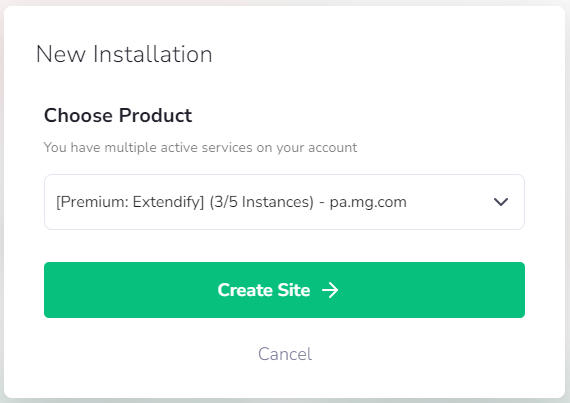 New Installation
Choose Product
You have multiple active services on your account
[Premium: Extendify] (3/5 Instances) - pa.mg.com
Create Site →
Cancel